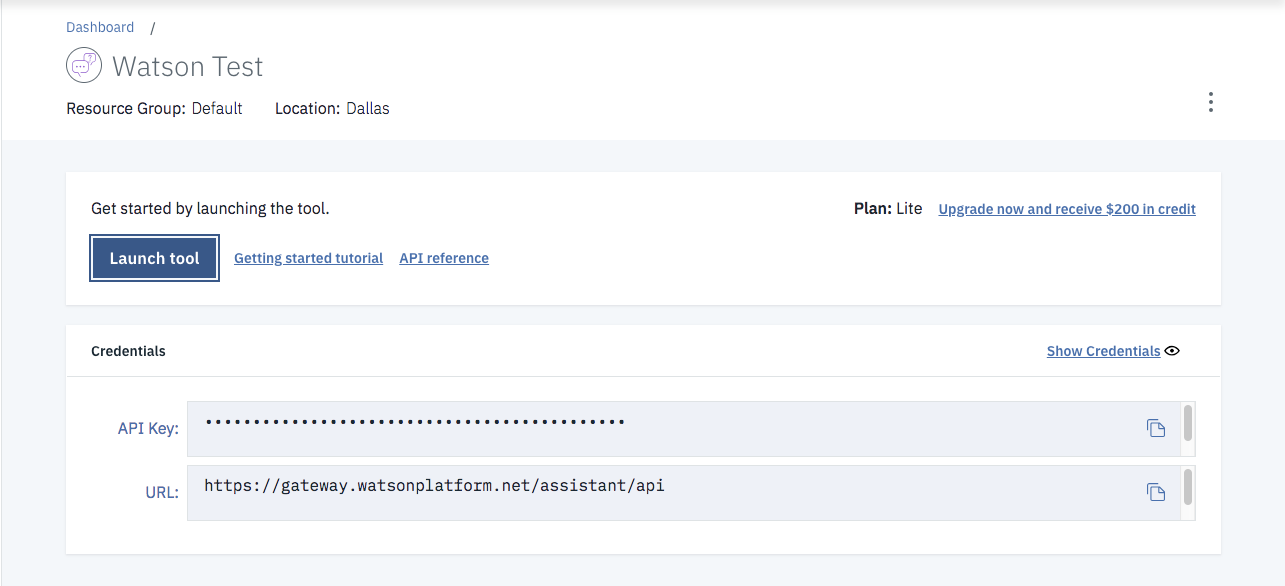 Dashboard /
Watson Test
Resource Group: Default Location: Dallas
Get started by launching the tool. Plan: Lite Upgrade now and receive $200 in credit
Launch tool Getting started tutorial API reference
Credentials Show Credentials
API Key: ••••••••••••••••••••••••••••••••••••••••••••
URL: https://gateway.watsonplatform.net/assistant/api